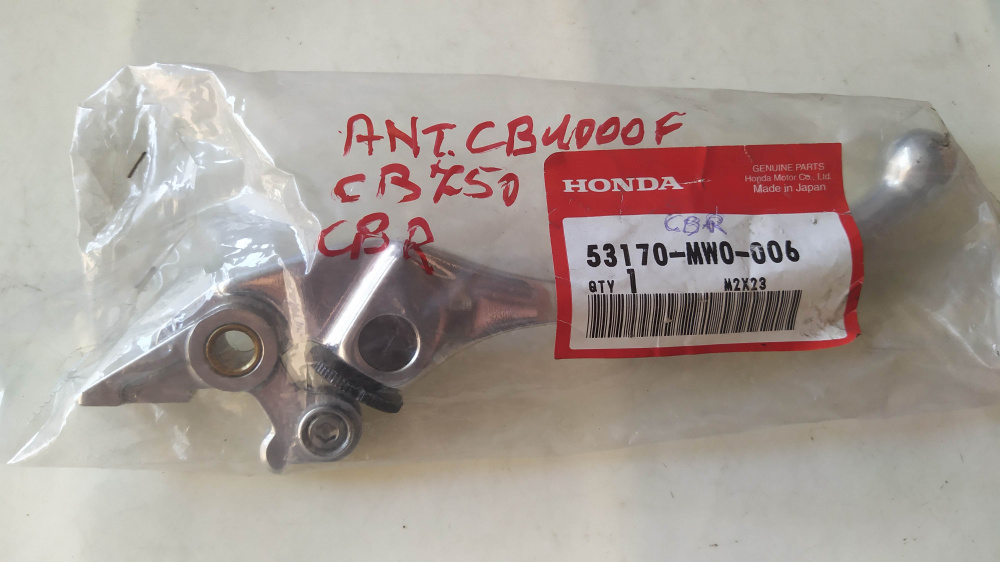 ANT. CB1000F
CB750
CBR
HONDA
GENUINE PARTS
Honda Motor Co., Ltd.
Made in Japan
CBR
53170-MW0-006
QTY 1 M2X23